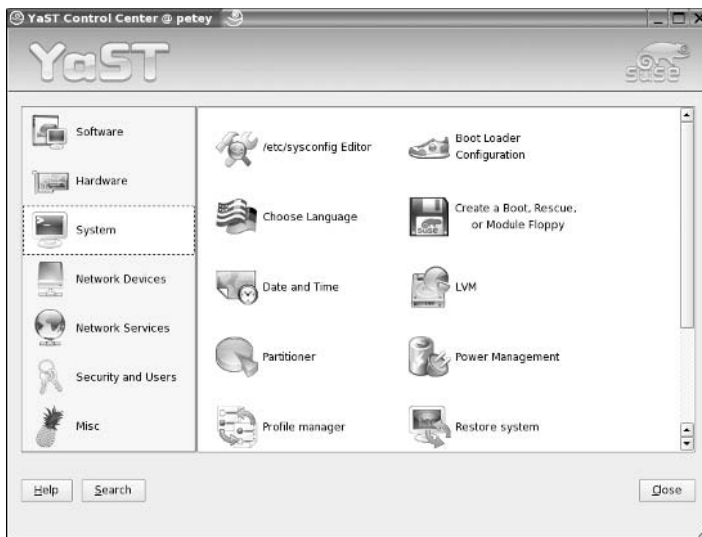 YaST Control Center @ petey
YaST
SUSE
Software
Hardware
System
Network Devices
Network Services
Security and Users
Misc
/etc/sysconfig Editor
Boot Loader
Configuration
Choose Language
Create a Boot, Rescue,
or Module Floppy
SUSE
Date and Time
LVM
Partitioner
Power Management
Profile manager
Restore system
Help
Search
Close